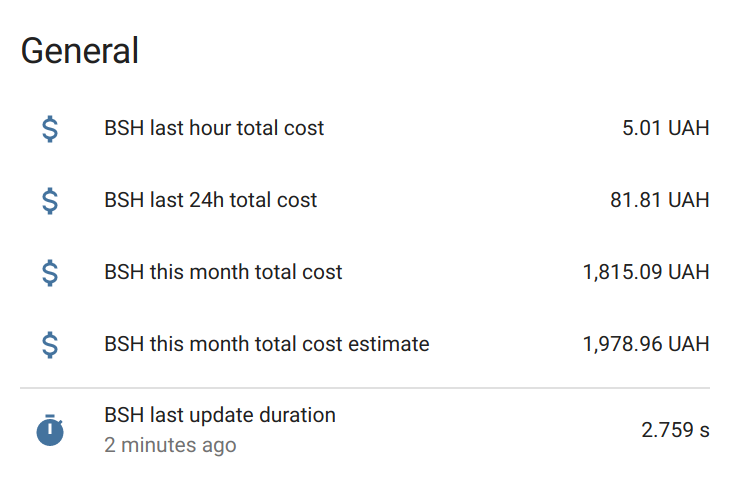 General
BSH last hour total cost 5.01 UAH
BSH last 24h total cost 81.81 UAH
BSH this month total cost 1,815.09 UAH
BSH this month total cost estimate 1,978.96 UAH
BSH last update duration 2.759 s
2 minutes ago